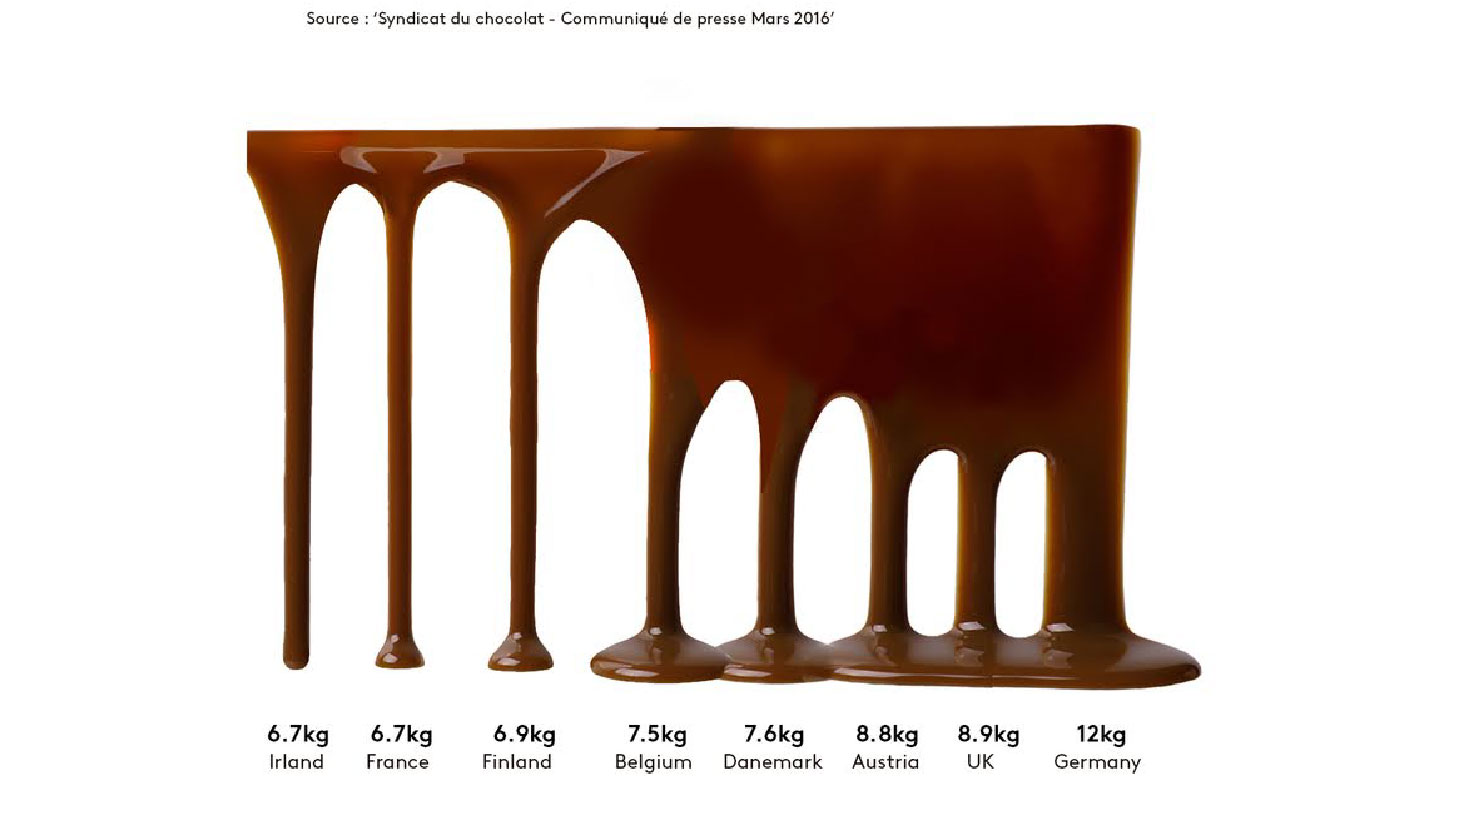 Source : ‘Syndicat du chocolat - Communiqué de presse Mars 2016’
6.7kg 6.7kg 6.9kg 7.5kg 7.6kg 8.8kg 8.9kg 12kg
Irland France Finland Belgium Danemark Austria UK Germany